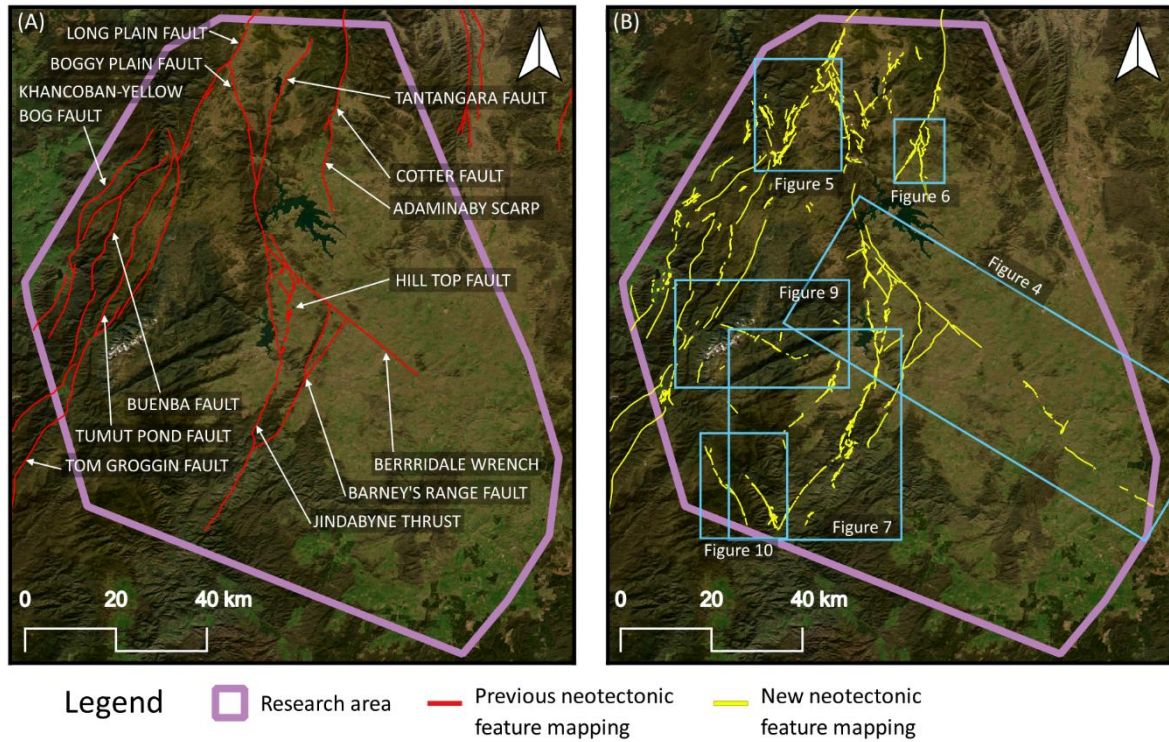 (A)
LONG PLAIN FAULT
BOGGY PLAIN FAULT
KHANCOBAN-YELLOW
BOG FAULT
TANTANGARA FAULT
COTTER FAULT
ADAMINABY SCARP
HILL TOP FAULT
BUENBA FAULT
TUMUT POND FAULT
TOM GROGGIN FAULT
BERRRIDALE WRENCH
BARNEY'S RANGE FAULT
JINDABYNE THRUST
0 20 40 km
(B)
Figure 5
Figure 6
Figure 4
Figure 9
Figure 7
Figure 10
0 20 40 km
Legend
Research area
Previous neotectonic
feature mapping
New neotectonic
feature mapping